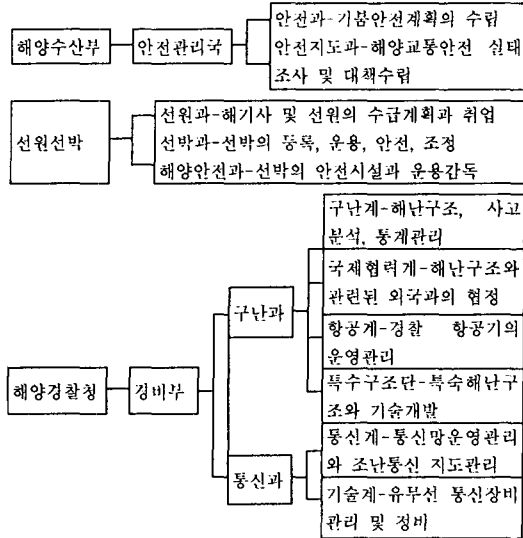 해양수산부
안전관리국
안전과-기본안전계획의 수립
안전지도과-해양교통안전 실태
조사 및 대책수립
선원선박
선원과-해기사 및 선원의 수급계획과 취업
선박과-선박의 등록, 운용, 안전, 조정
해양안전과-선박의 안전시설과 운용감독
해양경찰청
경비부
구난과
구난계-해난구조, 사고
분석, 통계관리
국제협력계-해난구조와
관련된 외국과의 협정
항공계-경찰 항공기의
운영관리
특수구조단-특숙해난구
조와 기술개발
통신과
통신계-통신망운영관리
와 조난통신 지도관리
기술계-유무선 통신장비
관리 및 정비